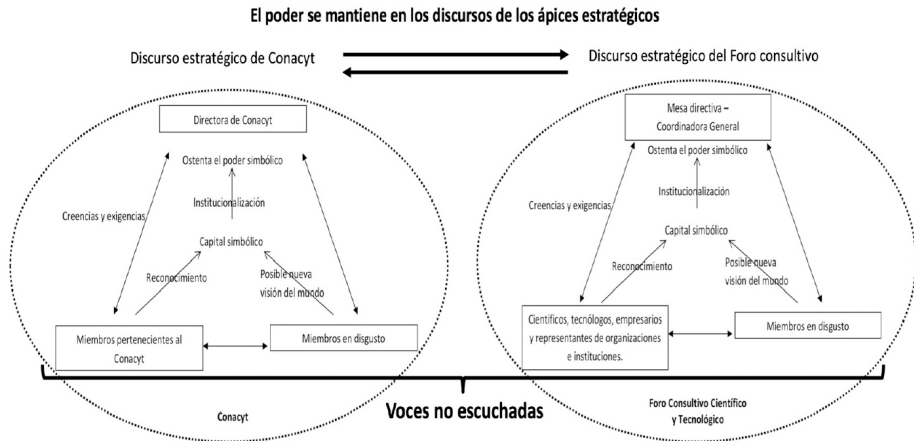 El poder se mantiene en los discursos de los ápices estratégicos
Discurso estratégico de Conacyt
Discurso estratégico del Foro consultivo
Directora de Conacyt
Ostenta el poder simbólico
Institucionalización
Creencias y exigencias
Capital simbólico
Reconocimiento
Posible nueva
visión del mundo
Miembros pertenecientes al
Conacyt
Miembros en disgusto
Mesa directiva –
Coordinadora General
Ostenta el poder simbólico
Institucionalización
Creencias y exigencias
Capital simbólico
Reconocimiento
Posible nueva
visión del mundo
Científicos, tecnólogos, empresarios
y representantes de organizaciones
e instituciones.
Miembros en disgusto
Conacyt
Voces no escuchadas
Foro Consultivo Científico
y Tecnológico